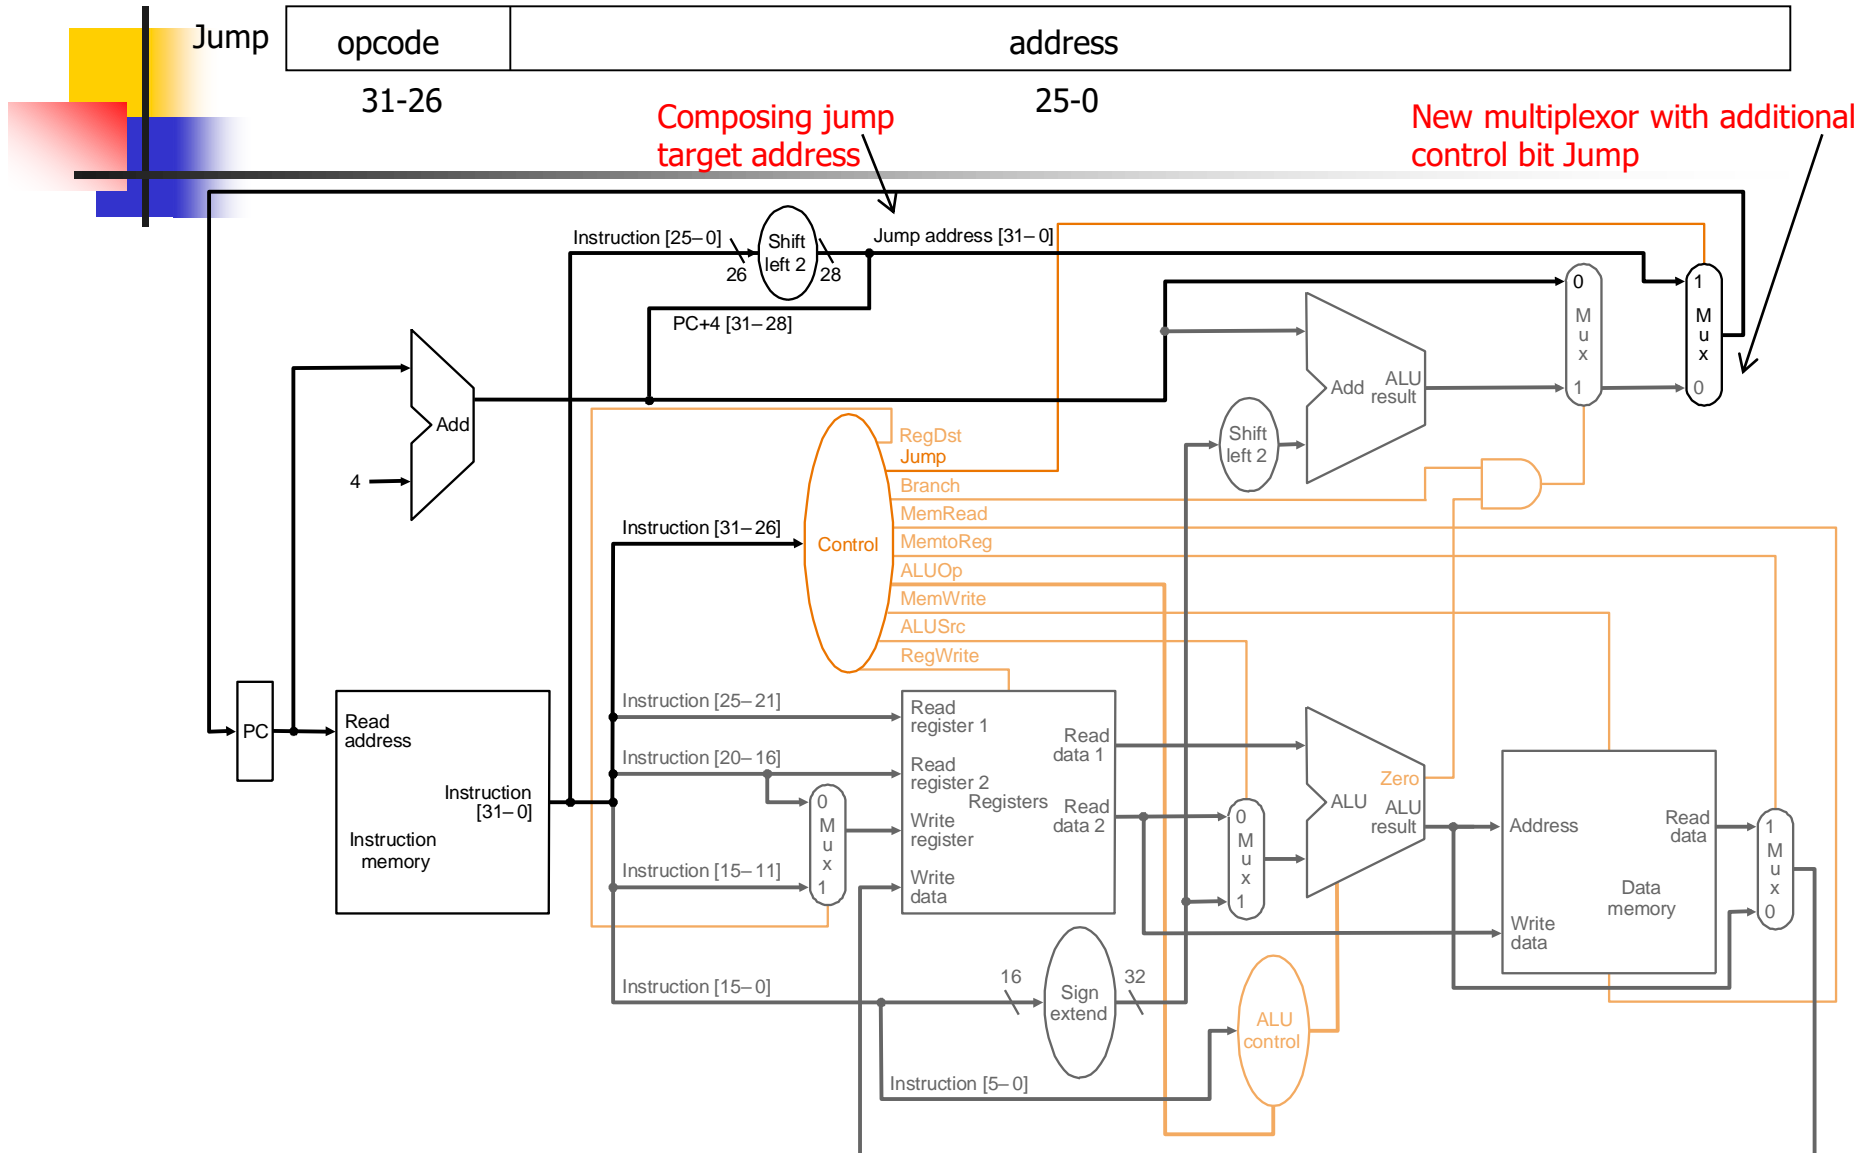 Jump opcode address
31-26 25-0
Composing jump
target address
New multiplexor with additional
control bit Jump
Instruction [25–0]
26
Shift
left 2
28
Jump address [31–0]
PC+4 [31–28]
0
M
u
x
1
1
M
u
x
0
Add
4
Add
ALU
result
Shift
left 2
RegDst
Jump
Branch
MemRead
MemtoReg
ALUOp
MemWrite
ALUSrc
RegWrite
Instruction [31–26]
Control
PC
Read
address
Instruction
[31–0]
Instruction
memory
Instruction [25–21]
Instruction [20–16]
Instruction [15–11]
0
M
u
x
1
Read
register 1
Read
register 2
Write
register
Write
data
Registers
Read
data 1
Read
data 2
0
M
u
x
1
Zero
ALU
ALU
result
Address
Write
data
Read
data
Data
memory
1
M
u
x
0
Instruction [15–0]
16
Sign
extend
32
ALU
control
Instruction [5–0]